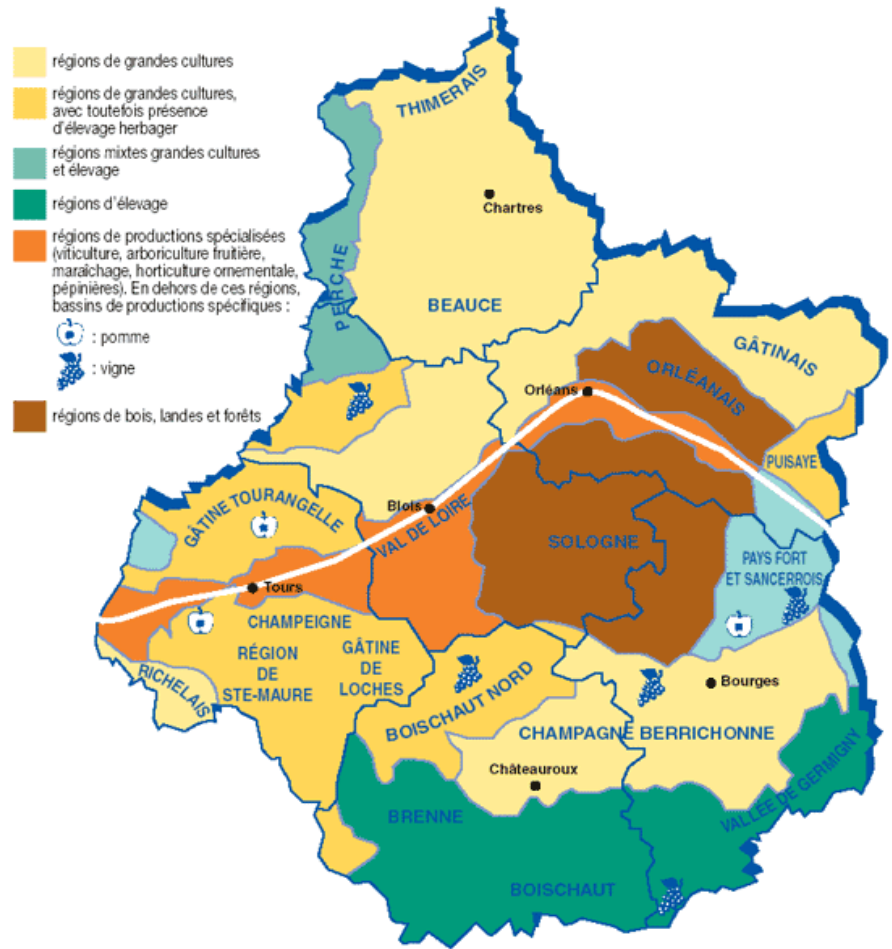 régions de grandes cultures
régions de grandes cultures,
avec toutefois présence
d'élevage herbager
régions mixtes grandes cultures
et élevage
régions d'élevage
régions de productions spécialisées
(viticulture, arboriculture fruitière,
maraîchage, horticulture ornementale,
pépinières). En dehors de ces régions,
bassins de productions spécifiques :
: pomme
: vigne
régions de bois, landes et forêts
THIMERAIS
Chartres
PERCHE
BEAUCE
GÂTINAIS
ORLÉANAIS
Orléans
PUISAYE
Blois
VAL DE LOIRE
GÂTINE TOURANGELLE
SOLOGNE
PAYS FORT
ET SANCERROIS
Tours
CHAMPEIGNE
RÉGION
DE
STE-MAURE
GÂTINE
DE
LOCHES
RICHELAIS
BOISCHAUT NORD
Bourges
CHAMPAGNE BERRICHONNE
Châteauroux
VALLÉE DE GERMIGNY
BRENNE
BOISCHAUT